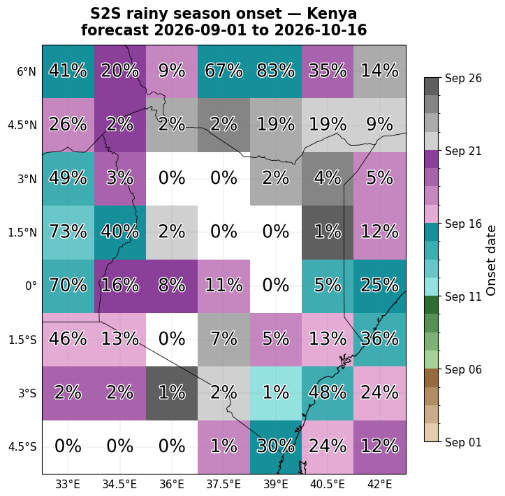 S2S rainy season onset — Kenya
forecast 2026-09-01 to 2026-10-16
6°N 41% 20% 9% 67% 83% 35% 14%
4.5°N 26% 2% 2% 2% 19% 19% 9%
3°N 49% 3% 0% 0% 2% 4% 5%
1.5°N 73% 40% 2% 0% 0% 1% 12%
0° 70% 16% 8% 11% 0% 5% 25%
1.5°S 46% 13% 0% 7% 5% 13% 36%
3°S 2% 2% 1% 2% 1% 48% 24%
4.5°S 0% 0% 0% 1% 30% 24% 12%
33°E 34.5°E 36°E 37.5°E 39°E 40.5°E 42°E
Sep 26
Sep 21
Sep 16
Sep 11
Sep 06
Sep 01
Onset date